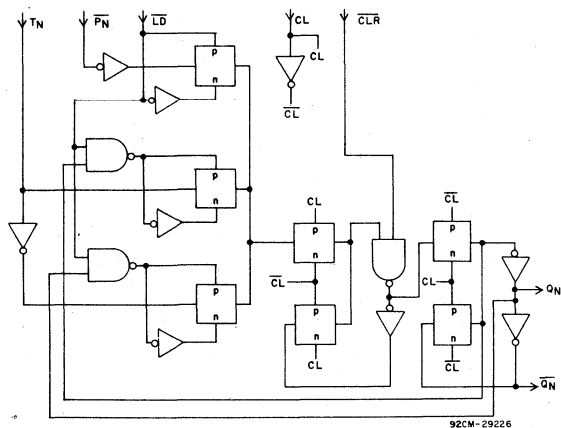 T_N P̅_N̅ L̅D̅ CL C̅L̅R̅
p
n
CL
C̅L̅
p
n
CL C̅L̅
p p
n n
C̅L̅ CL
p p p
n n n
Q_N
CL C̅L̅
Q̅_N̅
92CM-29226